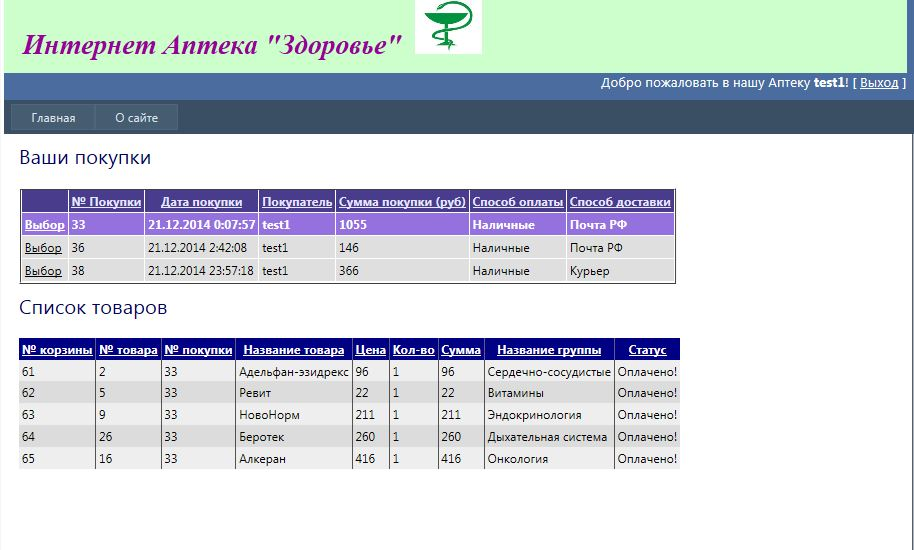 Интернет Аптека "Здоровье"
Добро пожаловать в нашу Аптеку test1! [ Выход ]
Главная О сайте
Ваши покупки
№ Покупки Дата покупки Покупатель Сумма покупки (руб) Способ оплаты Способ доставки
Выбор 33 21.12.2014 0:07:57 test1 1055 Наличные Почта РФ
Выбор 36 21.12.2014 2:42:08 test1 146 Наличные Почта РФ
Выбор 38 21.12.2014 23:57:18 test1 366 Наличные Курьер
Список товаров
№ корзины № товара № покупки Название товара Цена Кол-во Сумма Название группы Статус
61 2 33 Адельфан-эзидрекс 96 1 96 Сердечно-сосудистые Оплачено!
62 5 33 Ревит 22 1 22 Витамины Оплачено!
63 9 33 НовоНорм 211 1 211 Эндокринология Оплачено!
64 26 33 Беротек 260 1 260 Дыхательная система Оплачено!
65 16 33 Алкеран 416 1 416 Онкология Оплачено!